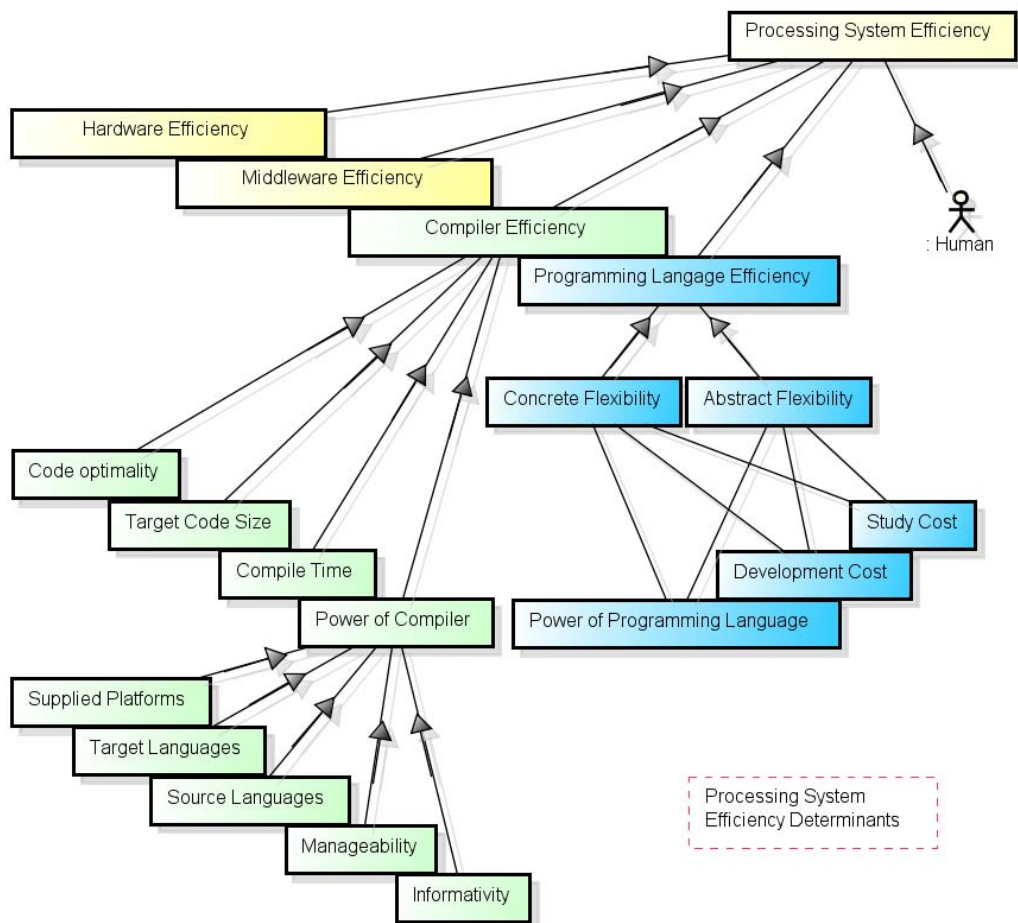 Processing System Efficiency
Hardware Efficiency
Middleware Efficiency
Compiler Efficiency
: Human
Programming Langage Efficiency
Concrete Flexibility
Abstract Flexibility
Code optimality
Target Code Size
Study Cost
Compile Time
Development Cost
Power of Compiler
Power of Programming Language
Supplied Platforms
Target Languages
Source Languages
Processing System
Efficiency Determinants
Manageability
Informativity